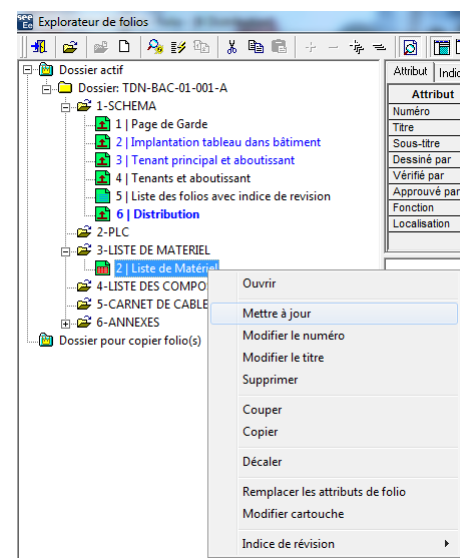 Explorateur de folios
Dossier actif
Dossier: TDN-BAC-01-001-A
1-SCHEMA
1 | Page de Garde
2 | Implantation tableau dans bâtiment
3 | Tenant principal et aboutissant
4 | Tenants et aboutissant
5 | Liste des folios avec indice de revision
6 | Distribution
2-PLC
3-LISTE DE MATERIEL
2 | Liste de Matériel
4-LISTE DES COMPO
5-CARNET DE CABLE
6-ANNEXES
Dossier pour copier folio(s)
Attribut Indic
Attribut
Numéro
Titre
Sous-titre
Dessiné par
Vérifié par
Approuvé par
Fonction
Localisation
Ouvrir
Mettre à jour
Modifier le numéro
Modifier le titre
Supprimer
Couper
Copier
Décaler
Remplacer les attributs de folio
Modifier cartouche
Indice de révision